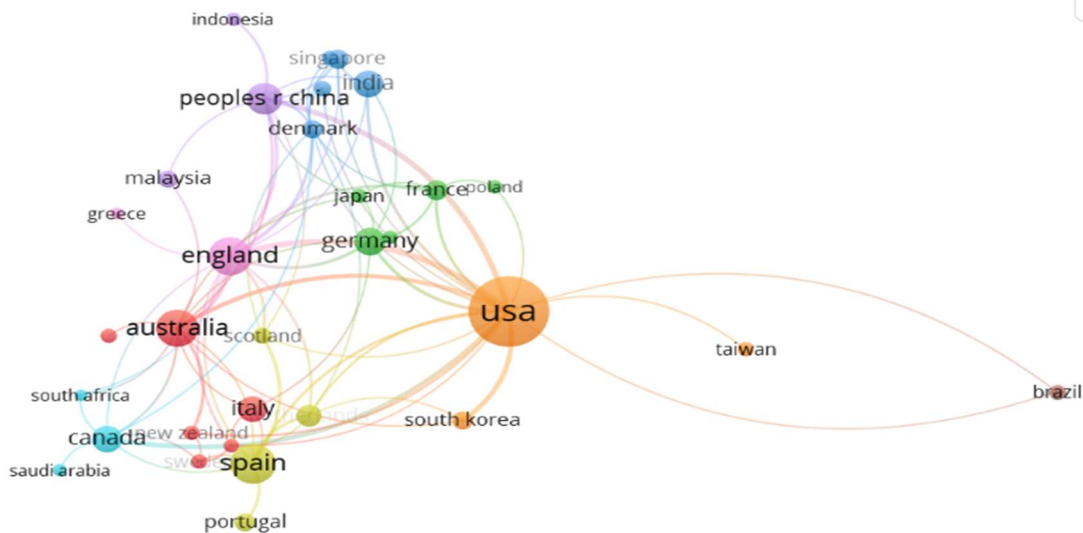 indonesia
singapore
india
peoples r china
denmark
malaysia
japan
france
poland
greece
england
germany
usa
australia
scotland
taiwan
south africa
brazil
italy
south korea
canada
new zealand
spain
saudi arabia
portugal